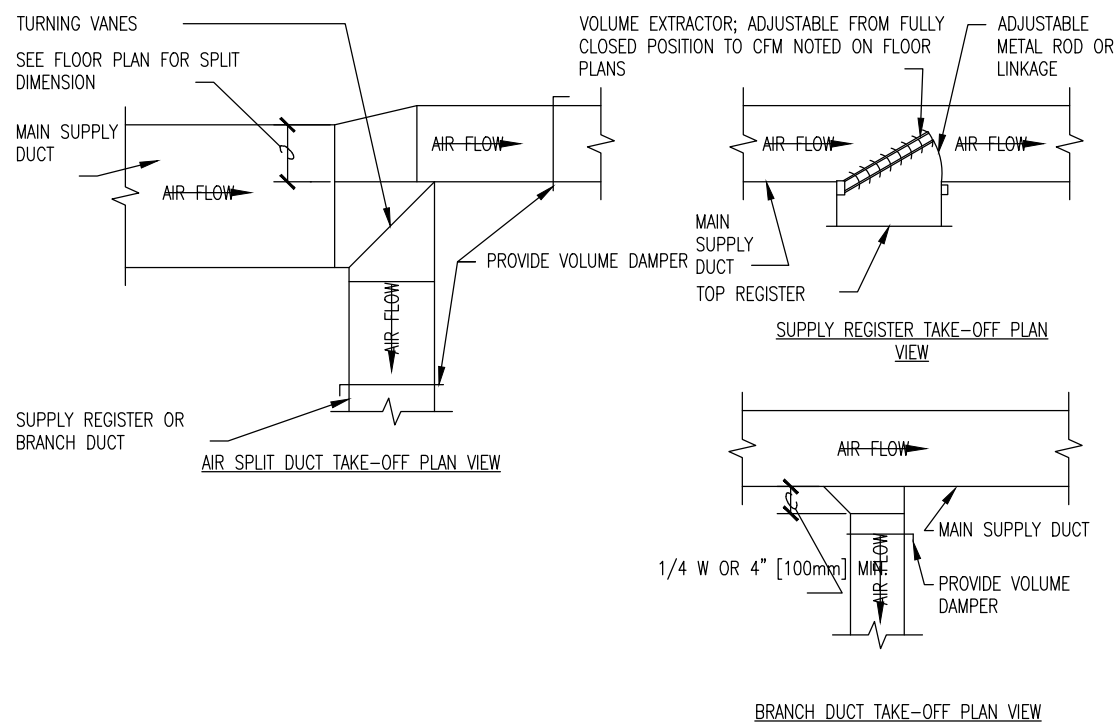 TURNING VANES
SEE FLOOR PLAN FOR SPLIT
DIMENSION
MAIN SUPPLY
DUCT
AIR FLOW
AIR FLOW
PROVIDE VOLUME DAMPER
AIR FLOW
SUPPLY REGISTER OR
BRANCH DUCT
AIR SPLIT DUCT TAKE-OFF PLAN VIEW
VOLUME EXTRACTOR; ADJUSTABLE FROM FULLY
CLOSED POSITION TO CFM NOTED ON FLOOR
PLANS
ADJUSTABLE
METAL ROD OR
LINKAGE
AIR FLOW
AIR FLOW
MAIN
SUPPLY
DUCT
TOP REGISTER
SUPPLY REGISTER TAKE-OFF PLAN
VIEW
AIR FLOW
MAIN SUPPLY DUCT
1/4 W OR 4" [100mm] MIN.
AIR FLOW
PROVIDE VOLUME
DAMPER
BRANCH DUCT TAKE-OFF PLAN VIEW